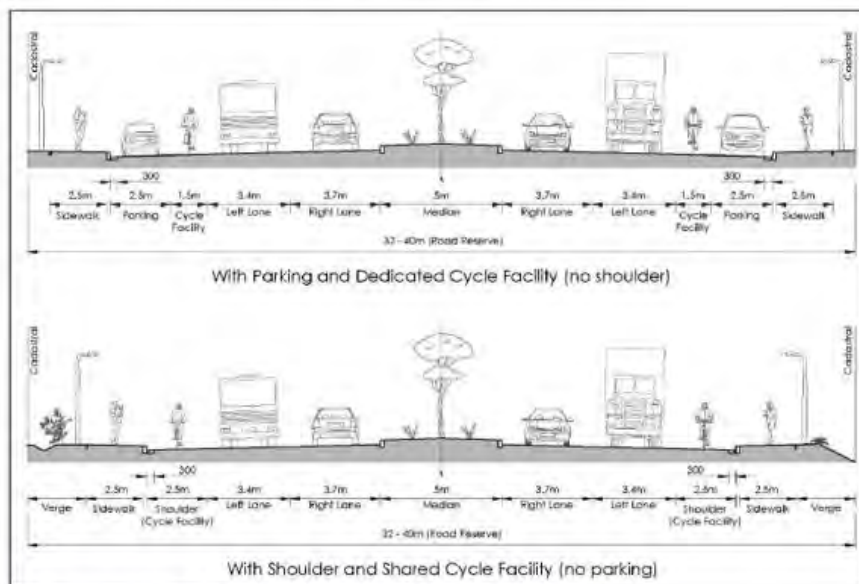 Cadastral
Cadastral
300 300
2.5m 2.5m 1.5m 3.4m 3.7m 5m 3.7m 3.4m 1.5m 2.5m 2.5m
Sidewalk Parking Cycle Facility Left Lane Right Lane Median Right Lane Left Lane Cycle Facility Parking Sidewalk
32 - 40m (Road Reserve)
With Parking and Dedicated Cycle Facility (no shoulder)
Cadastral
Cadastral
300 300
2.5m 2.5m 3.4m 3.7m 5m 3.7m 3.4m 2.5m 2.5m
Verge Sidewalk Shoulder (Cycle Facility) Left Lane Right Lane Median Right Lane Left Lane Shoulder (Cycle Facility) Sidewalk Verge
32 - 40m (Road Reserve)
With Shoulder and Shared Cycle Facility (no parking)